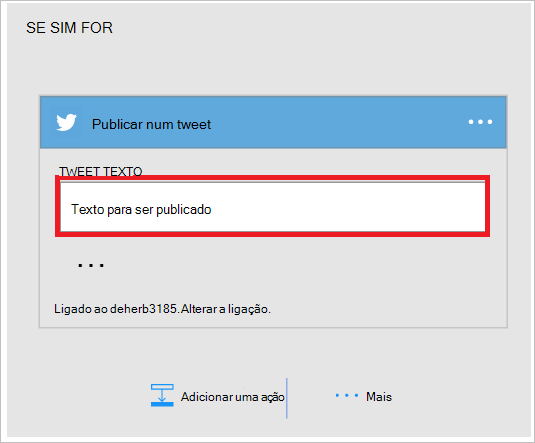 SE SIM FOR
Publicar num tweet
TWEET TEXTO
Texto para ser publicado
Ligado ao deherb3185.Alterar a ligação.
Adicionar uma ação
Mais